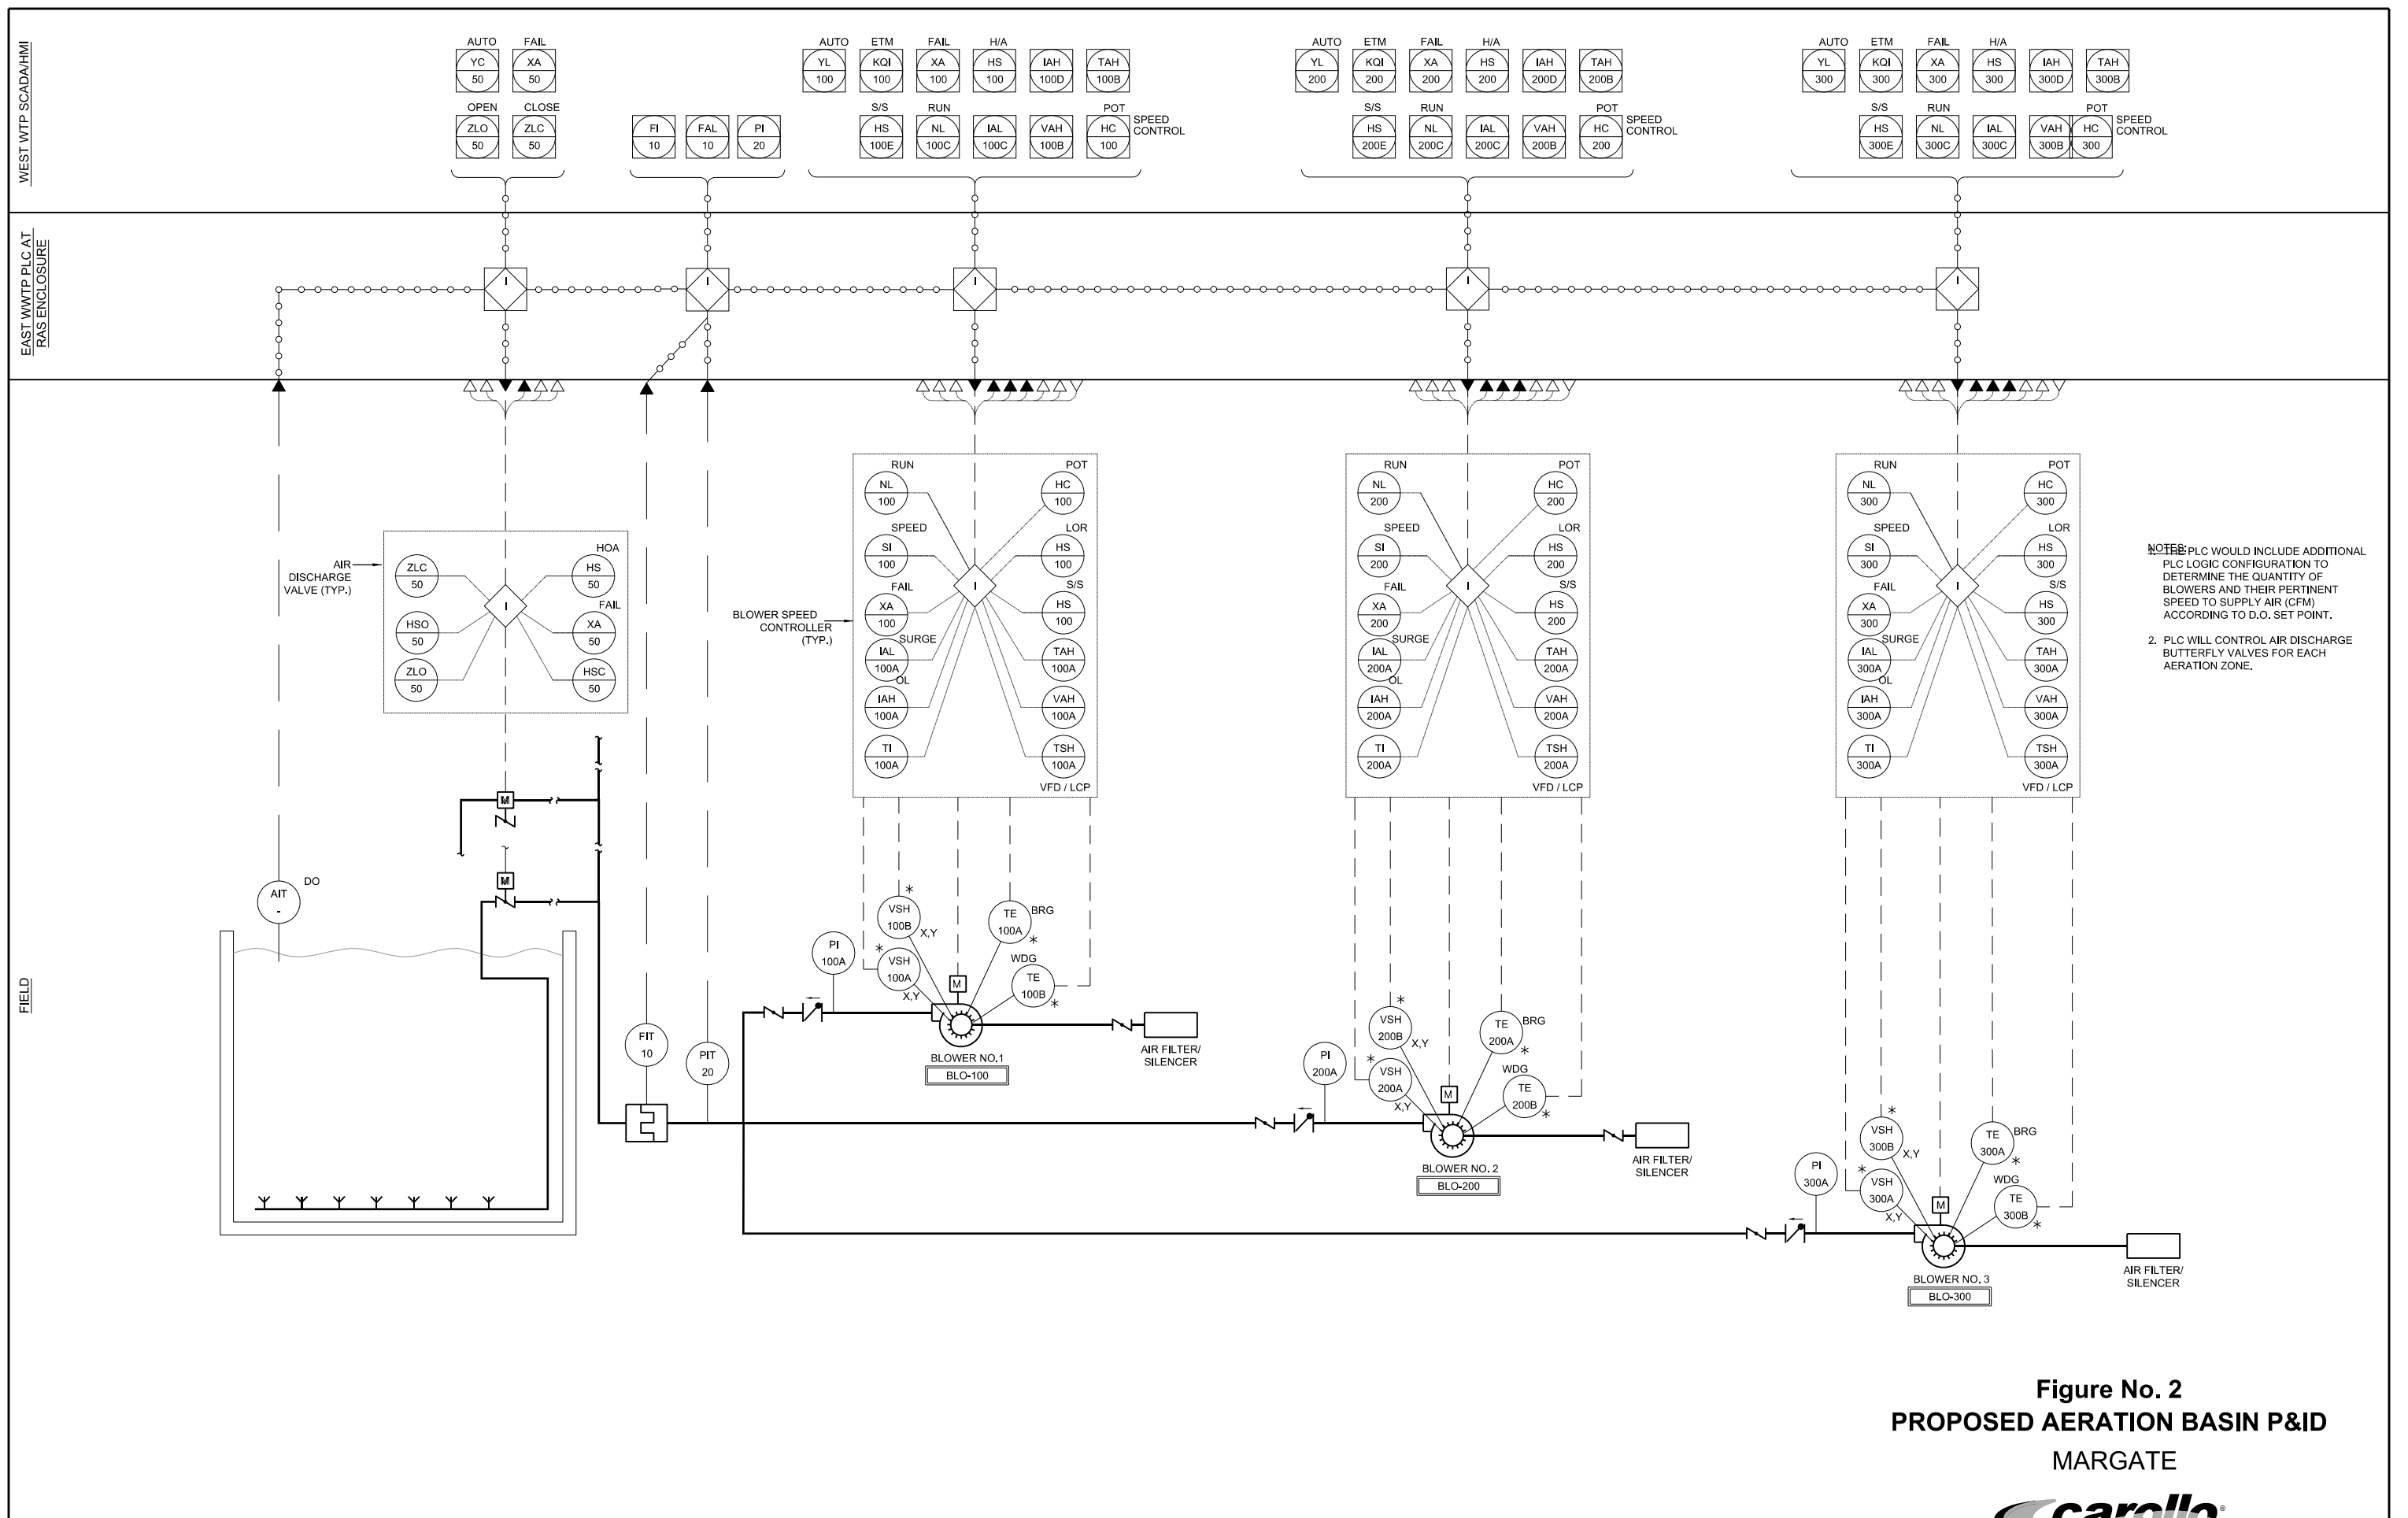 WEST WTP SCADA/HMI
AUTO FAIL
YC XA
50 50
OPEN CLOSE
ZLO ZLC
50 50
FI FAL PI
10 10 20
AUTO ETM FAIL H/A
YL KQI XA HS IAH TAH
100 100 100 100 100D 100B
S/S RUN POT
HS NL IAL VAH HC SPEED CONTROL
100E 100C 100C 100B 100
AUTO ETM FAIL H/A
YL KQI XA HS IAH TAH
200 200 200 200 200D 200B
S/S RUN POT
HS NL IAL VAH HC SPEED CONTROL
200E 200C 200C 200B 200
AUTO ETM FAIL H/A
YL KQI XA HS IAH TAH
300 300 300 300 300D 300B
S/S RUN POT
HS NL IAL VAH HC SPEED CONTROL
300E 300C 300C 300B 300
EAST WWTP PLC AT
RAS ENCLOSURE
I I I I I
FIELD
AIR
DISCHARGE
VALVE (TYP.)
HOA
ZLC HS
50 50
FAIL
I
HSO XA
50 50
ZLO HSC
50 50
M
M
BLOWER SPEED
CONTROLLER
(TYP.)
RUN POT
NL HC
100 100
SPEED LOR
SI HS
100 100
FAIL I S/S
XA HS
100 100
SURGE
IAL TAH
100A 100A
OL
IAH VAH
100A 100A
TI TSH
100A 100A
VFD / LCP
RUN POT
NL HC
200 200
SPEED LOR
SI HS
200 200
FAIL I S/S
XA HS
200 200
SURGE
IAL TAH
200A 200A
OL
IAH VAH
200A 200A
TI TSH
200A 200A
VFD / LCP
RUN POT
NL HC
300 300
SPEED LOR
SI HS
300 300
FAIL I S/S
XA HS
300 300
SURGE
IAL TAH
300A 300A
OL
IAH VAH
300A 300A
TI TSH
300A 300A
VFD / LCP
NOTES:
1. THE PLC WOULD INCLUDE ADDITIONAL
PLC LOGIC CONFIGURATION TO
DETERMINE THE QUANTITY OF
BLOWERS AND THEIR PERTINENT
SPEED TO SUPPLY AIR (CFM)
ACCORDING TO D.O. SET POINT.
2. PLC WILL CONTROL AIR DISCHARGE
BUTTERFLY VALVES FOR EACH
AERATION ZONE.
AIT
-
DO
FIT
10
PIT
20
PI
100A
*
VSH
100B
X,Y
*
VSH
100A
X,Y
TE
100A
BRG
*
WDG
TE
100B
*
M
BLOWER NO.1
BLO-100
AIR FILTER/
SILENCER
PI
200A
*
VSH
200B
X,Y
*
VSH
200A
X,Y
TE
200A
BRG
*
WDG
TE
200B
*
M
BLOWER NO. 2
BLO-200
AIR FILTER/
SILENCER
PI
300A
*
VSH
300B
X,Y
*
VSH
300A
X,Y
TE
300A
BRG
*
WDG
TE
300B
*
M
BLOWER NO. 3
BLO-300
AIR FILTER/
SILENCER
Figure No. 2
PROPOSED AERATION BASIN P&ID
MARGATE
carollo®